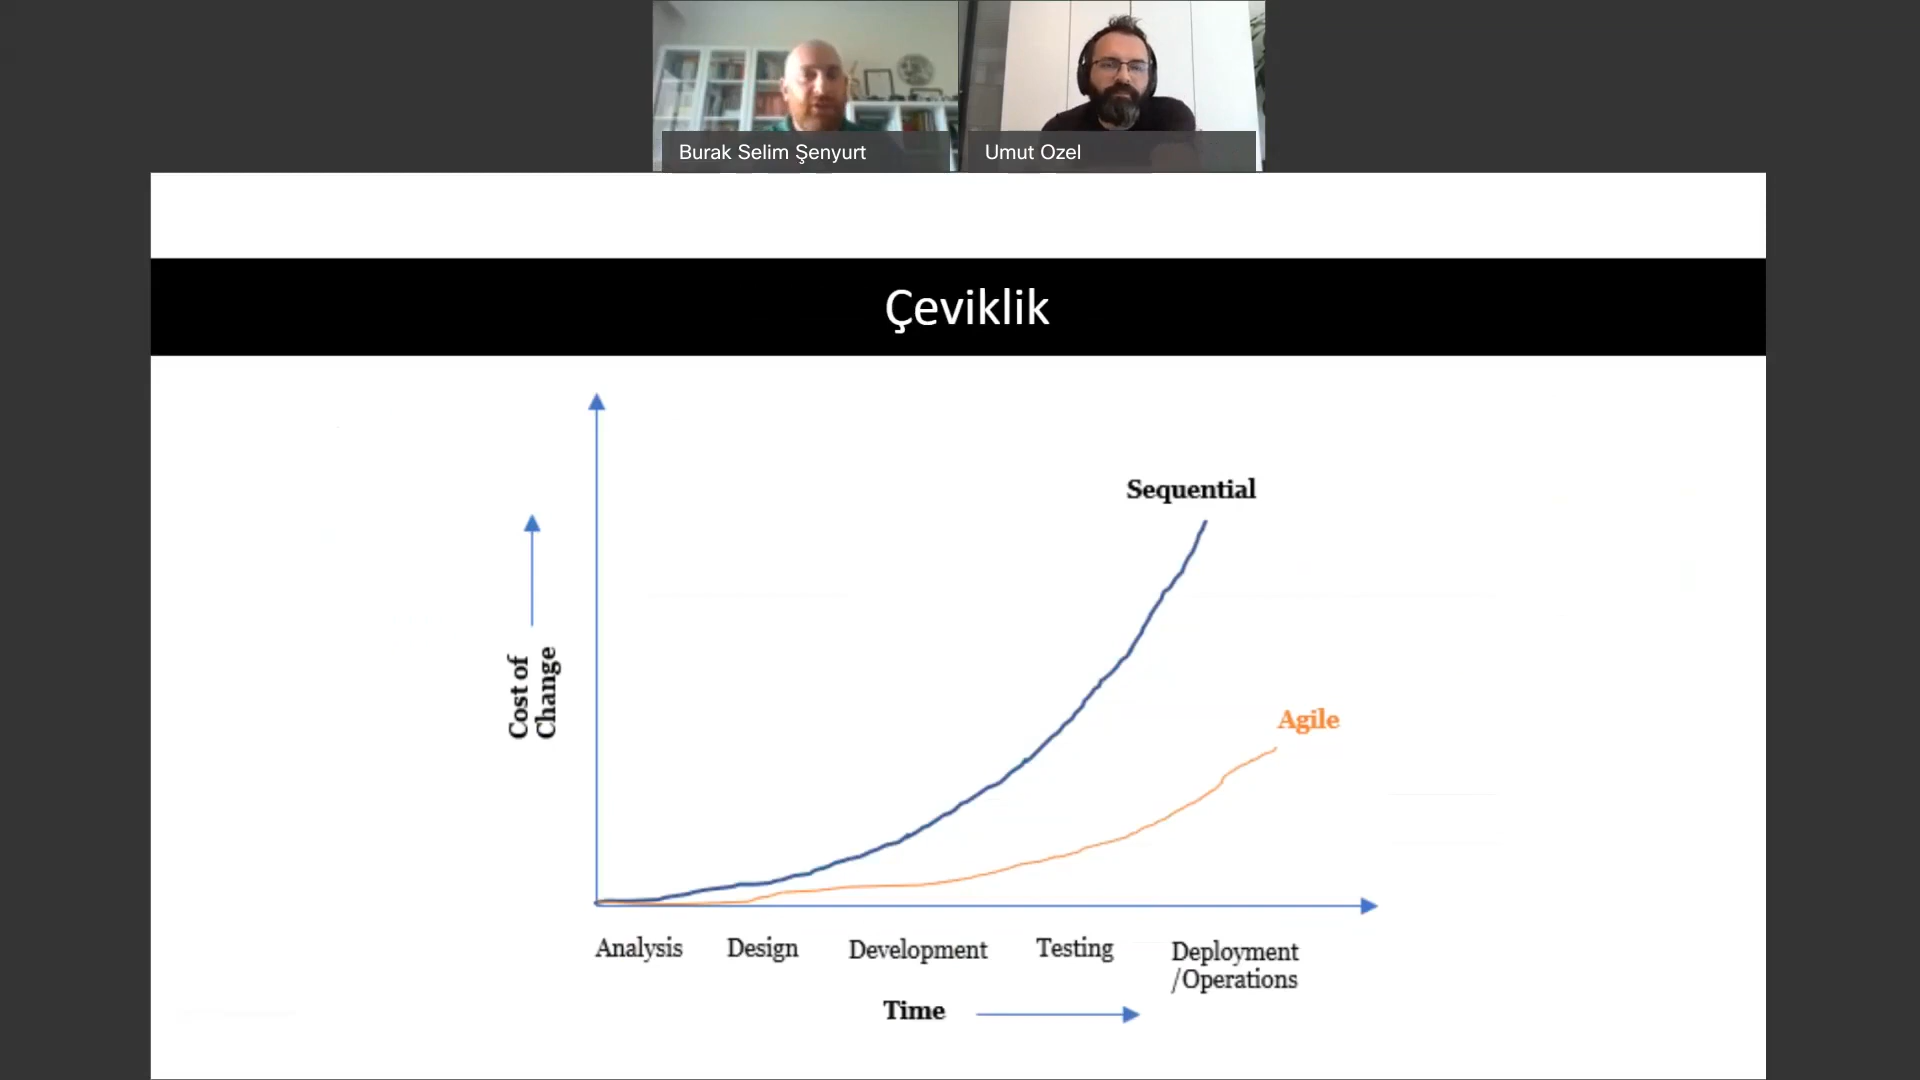 Burak Selim Şenyurt
Umut Ozel
Çeviklik
Sequential
Agile
Cost of
Change
Analysis
Design
Development
Testing
Deployment
/Operations
Time